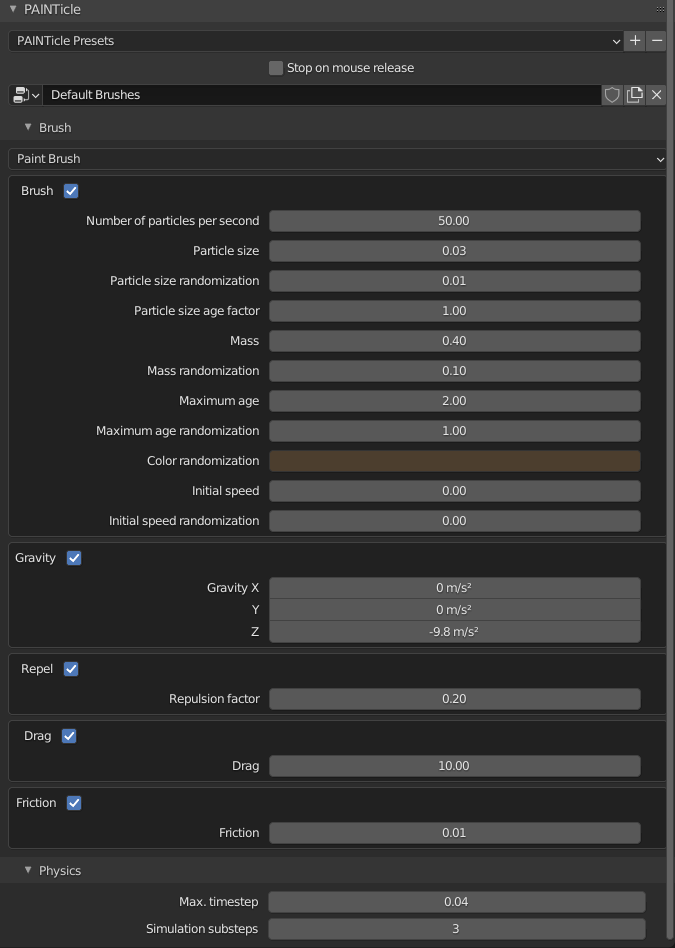 PAINTicle
PAINTicle Presets
Stop on mouse release
Default Brushes
Brush
Paint Brush
Brush
Number of particles per second 50.00
Particle size 0.03
Particle size randomization 0.01
Particle size age factor 1.00
Mass 0.40
Mass randomization 0.10
Maximum age 2.00
Maximum age randomization 1.00
Color randomization
Initial speed 0.00
Initial speed randomization 0.00
Gravity
Gravity X 0 m/s²
Y 0 m/s²
Z -9.8 m/s²
Repel
Repulsion factor 0.20
Drag
Drag 10.00
Friction
Friction 0.01
Physics
Max. timestep 0.04
Simulation substeps 3